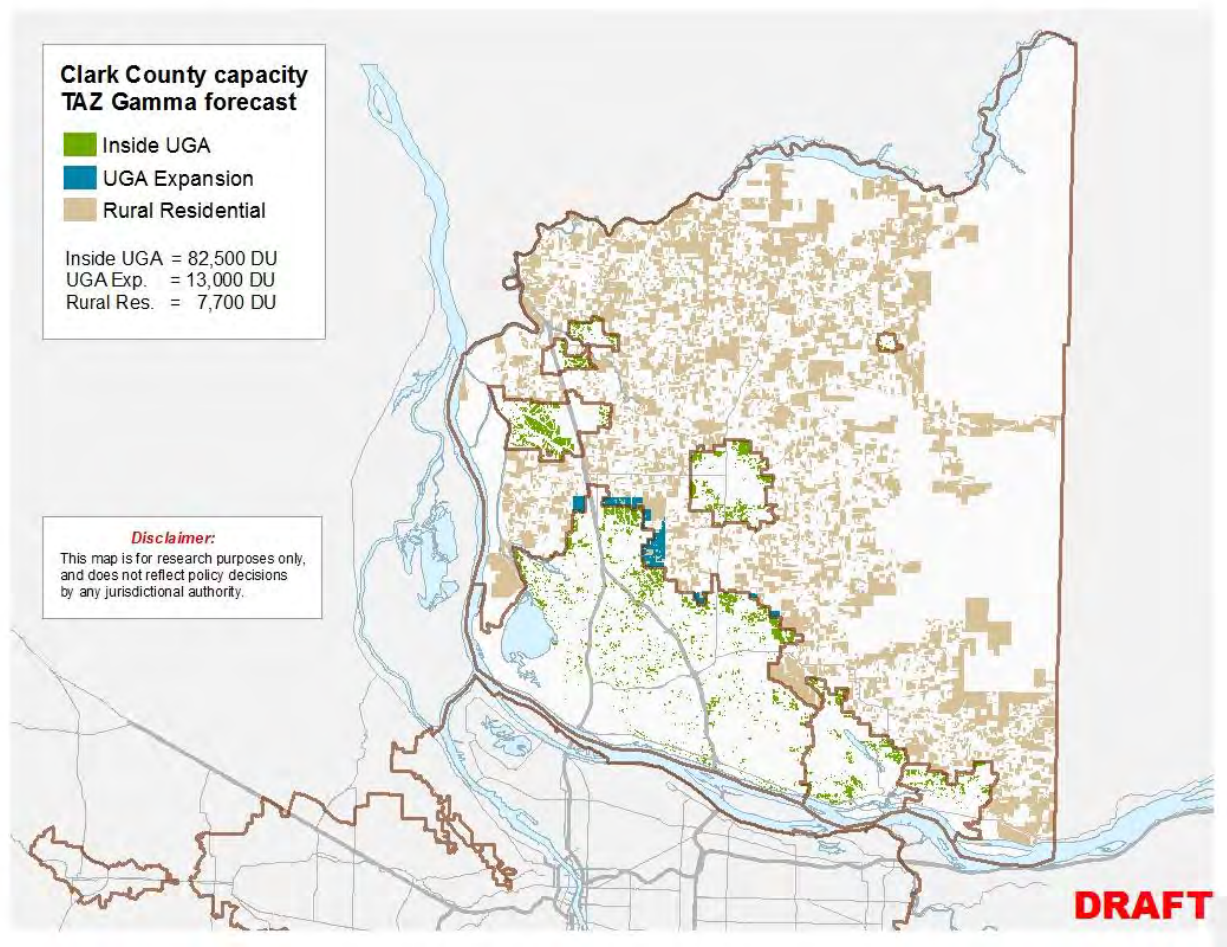 Clark County capacity
TAZ Gamma forecast
Inside UGA
UGA Expansion
Rural Residential
Inside UGA = 82,500 DU
UGA Exp. = 13,000 DU
Rural Res. = 7,700 DU
Disclaimer:
This map is for research purposes only,
and does not reflect policy decisions
by any jurisdictional authority.
DRAFT